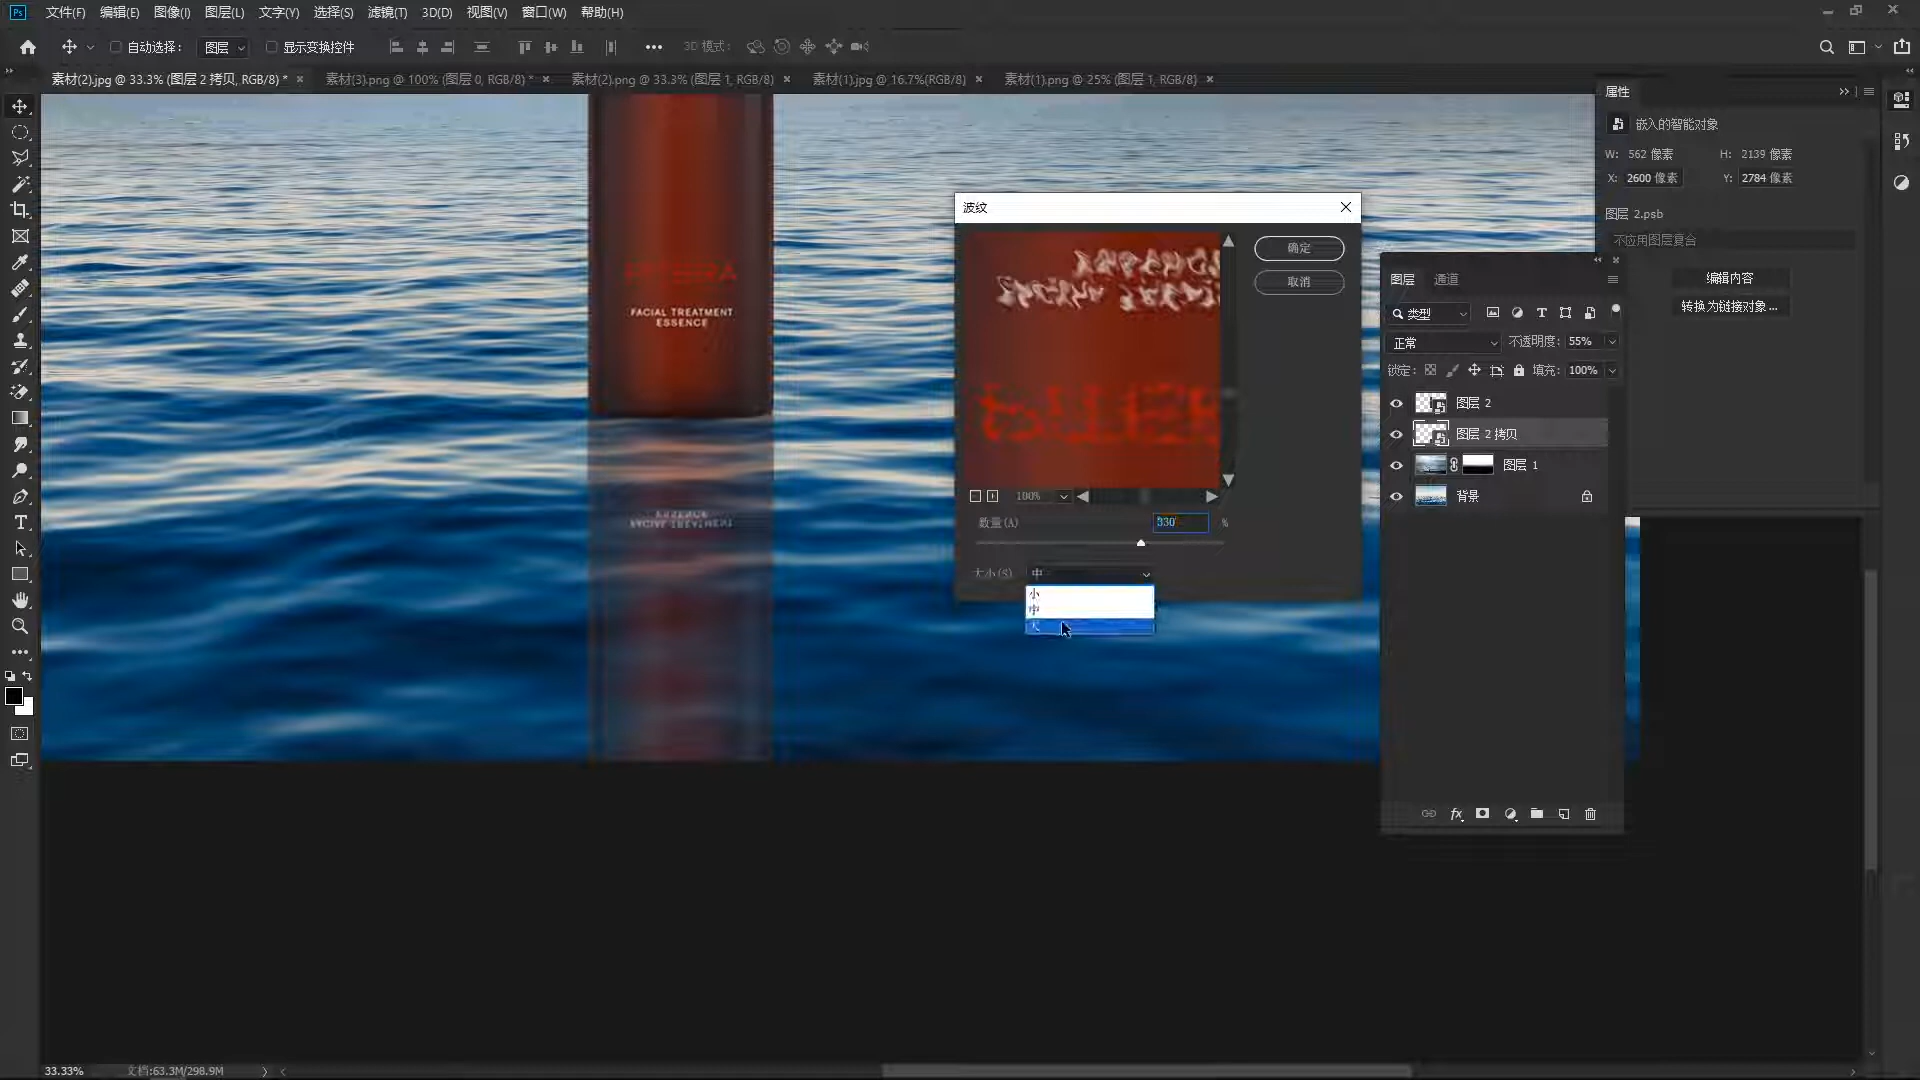 Ps 文件(F) 编辑(E) 图像(I) 图层(L) 文字(Y) 选择(S) 滤镜(T) 3D(D) 视图(V) 窗口(W) 帮助(H)
自动选择: 图层 显示变换控件 3D 模式:
素材(2).jpg @ 33.3% (图层 2 拷贝, RGB/8) * × 素材(3).png @ 100% (图层 0, RGB/8) * × 素材(2).png @ 33.3% (图层 1, RGB/8) × 素材(1).jpg @ 16.7%(RGB/8) × 素材(1).png @ 25% (图层 1, RGB/8) ×
属性
嵌入的智能对象
W: 562 像素 H: 2139 像素
X: 2600 像素 Y: 2784 像素
图层 2.psb
不应用图层复合
编辑内容
转换为链接对象...
FACIAL TREATMENT
ESSENCE
波纹
确定
取消
100%
数量(A) 330 %
大小(S) 中
小
中
大
图层 通道
类型
正常 不透明度: 55%
锁定: 填充: 100%
图层 2
图层 2 拷贝
图层 1
背景
fx
33.33% 文档:63.3M/298.9M